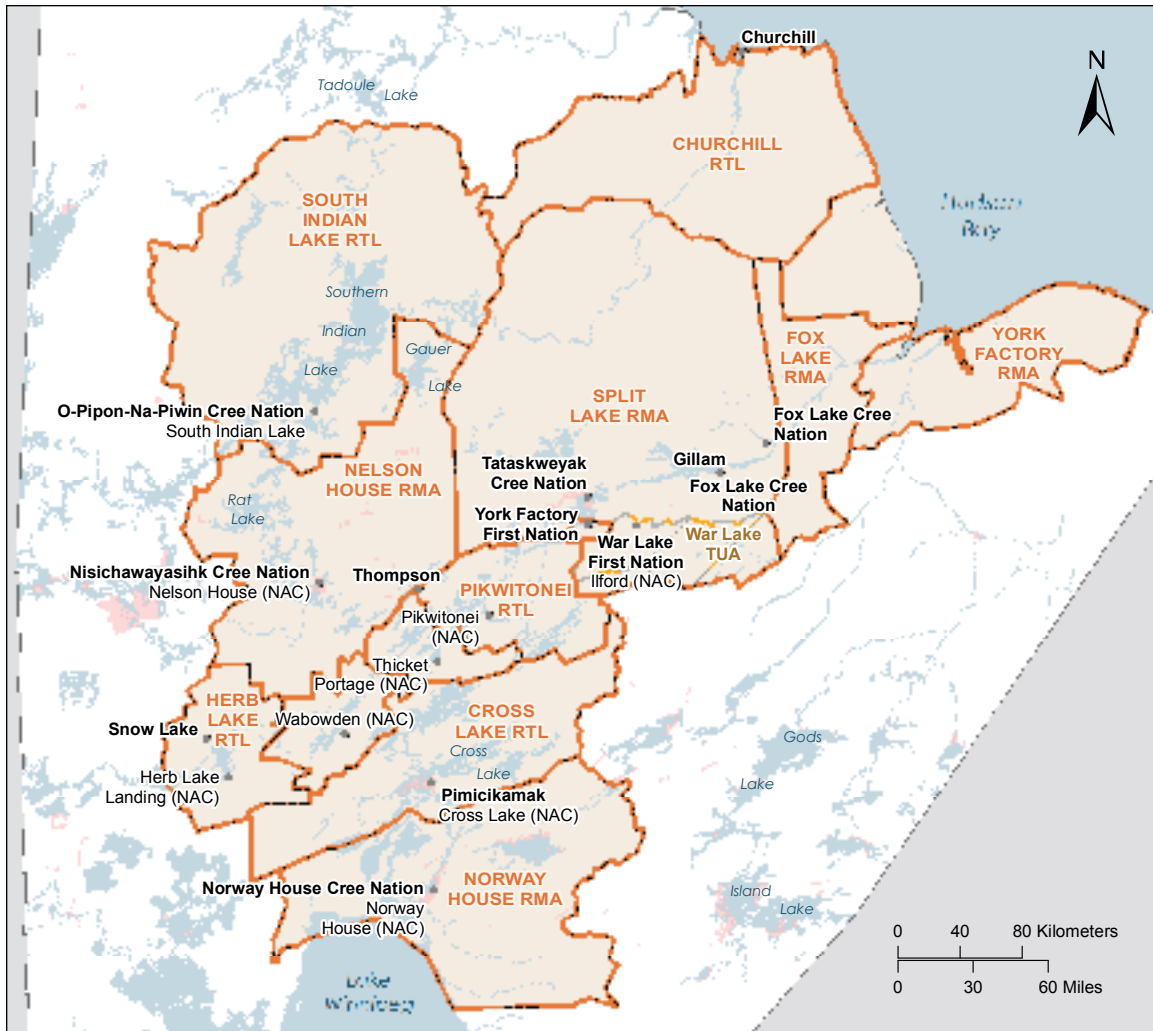 Churchill
N
Tadoule
Lake
CHURCHILL
RTL
SOUTH
INDIAN
LAKE RTL
Hudson
Bay
Southern
Indian
Lake
Gauer
Lake
FOX
LAKE
RMA
YORK
FACTORY
RMA
SPLIT
LAKE RMA
O-Pipon-Na-Piwin Cree Nation
South Indian Lake
Fox Lake Cree
Nation
NELSON
HOUSE RMA
Tataskweyak
Cree Nation
Gillam
Fox Lake Cree
Nation
Rat
Lake
York Factory
First Nation
War Lake
First Nation
Ilford (NAC)
War Lake
TUA
Nisichawayasihk Cree Nation
Nelson House (NAC)
Thompson
PIKWITONEI
RTL
Pikwitonei
(NAC)
Thicket
Portage (NAC)
HERB
LAKE
RTL
Wabowden (NAC)
CROSS
LAKE RTL
Snow Lake
Cross
Lake
Gods
Lake
Herb Lake
Landing (NAC)
Pimicikamak
Cross Lake (NAC)
Norway House Cree Nation
Norway
House (NAC)
NORWAY
HOUSE RMA
Island
Lake
Lake
Winnipeg
0 40 80 Kilometers
0 30 60 Miles